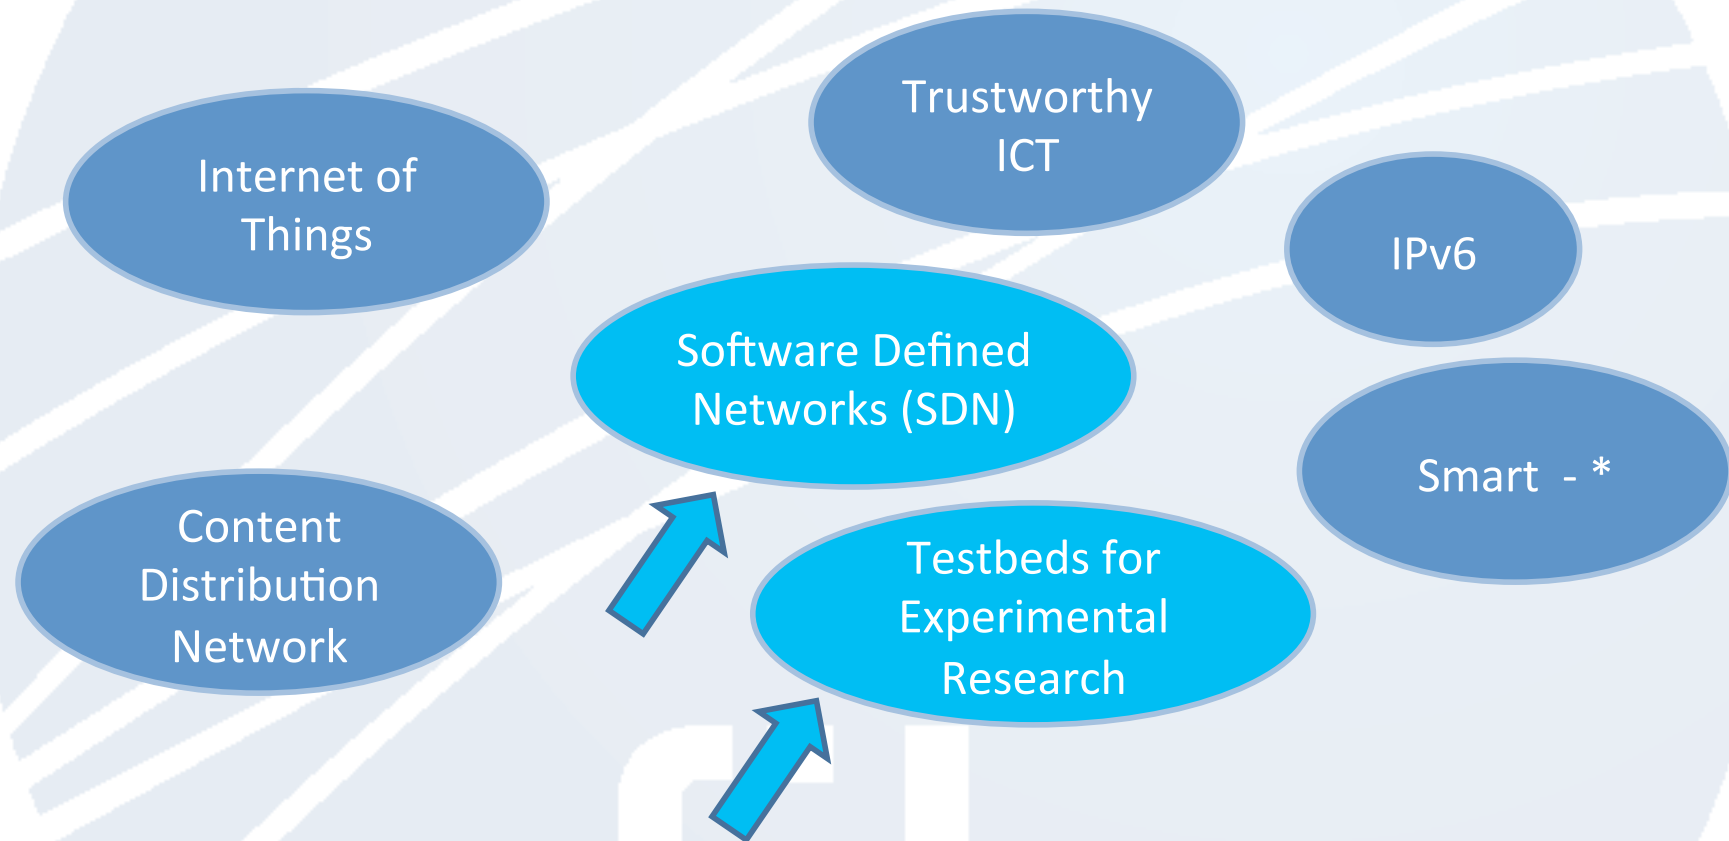 Trustworthy
ICT
Internet of
Things
IPv6
Software Defined
Networks (SDN)
Smart - *
Content
Distribution
Network
Testbeds for
Experimental
Research